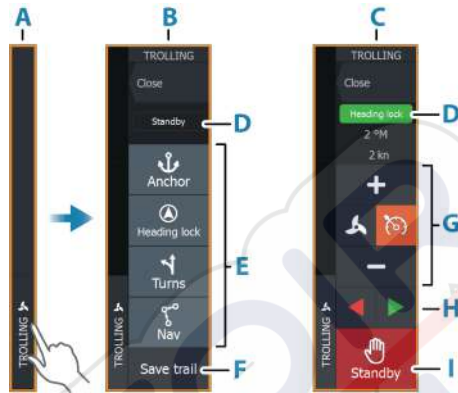 A
B
C
TROLLING
TROLLING
Close
Standby
D
Anchor
Heading lock
E
Turns
Nav
TROLLING
Save trail
F
TROLLING
Close
Heading lock
D
2 °M
2 kn
G
H
TROLLING
Standby
I